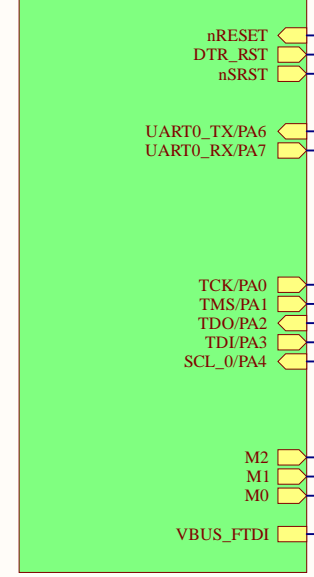 nRESET
DTR_RST
nSRST
UART0_TX/PA6
UART0_RX/PA7
TCK/PA0
TMS/PA1
TDO/PA2
TDI/PA3
SCL_0/PA4
M2
M1
M0
VBUS_FTDI